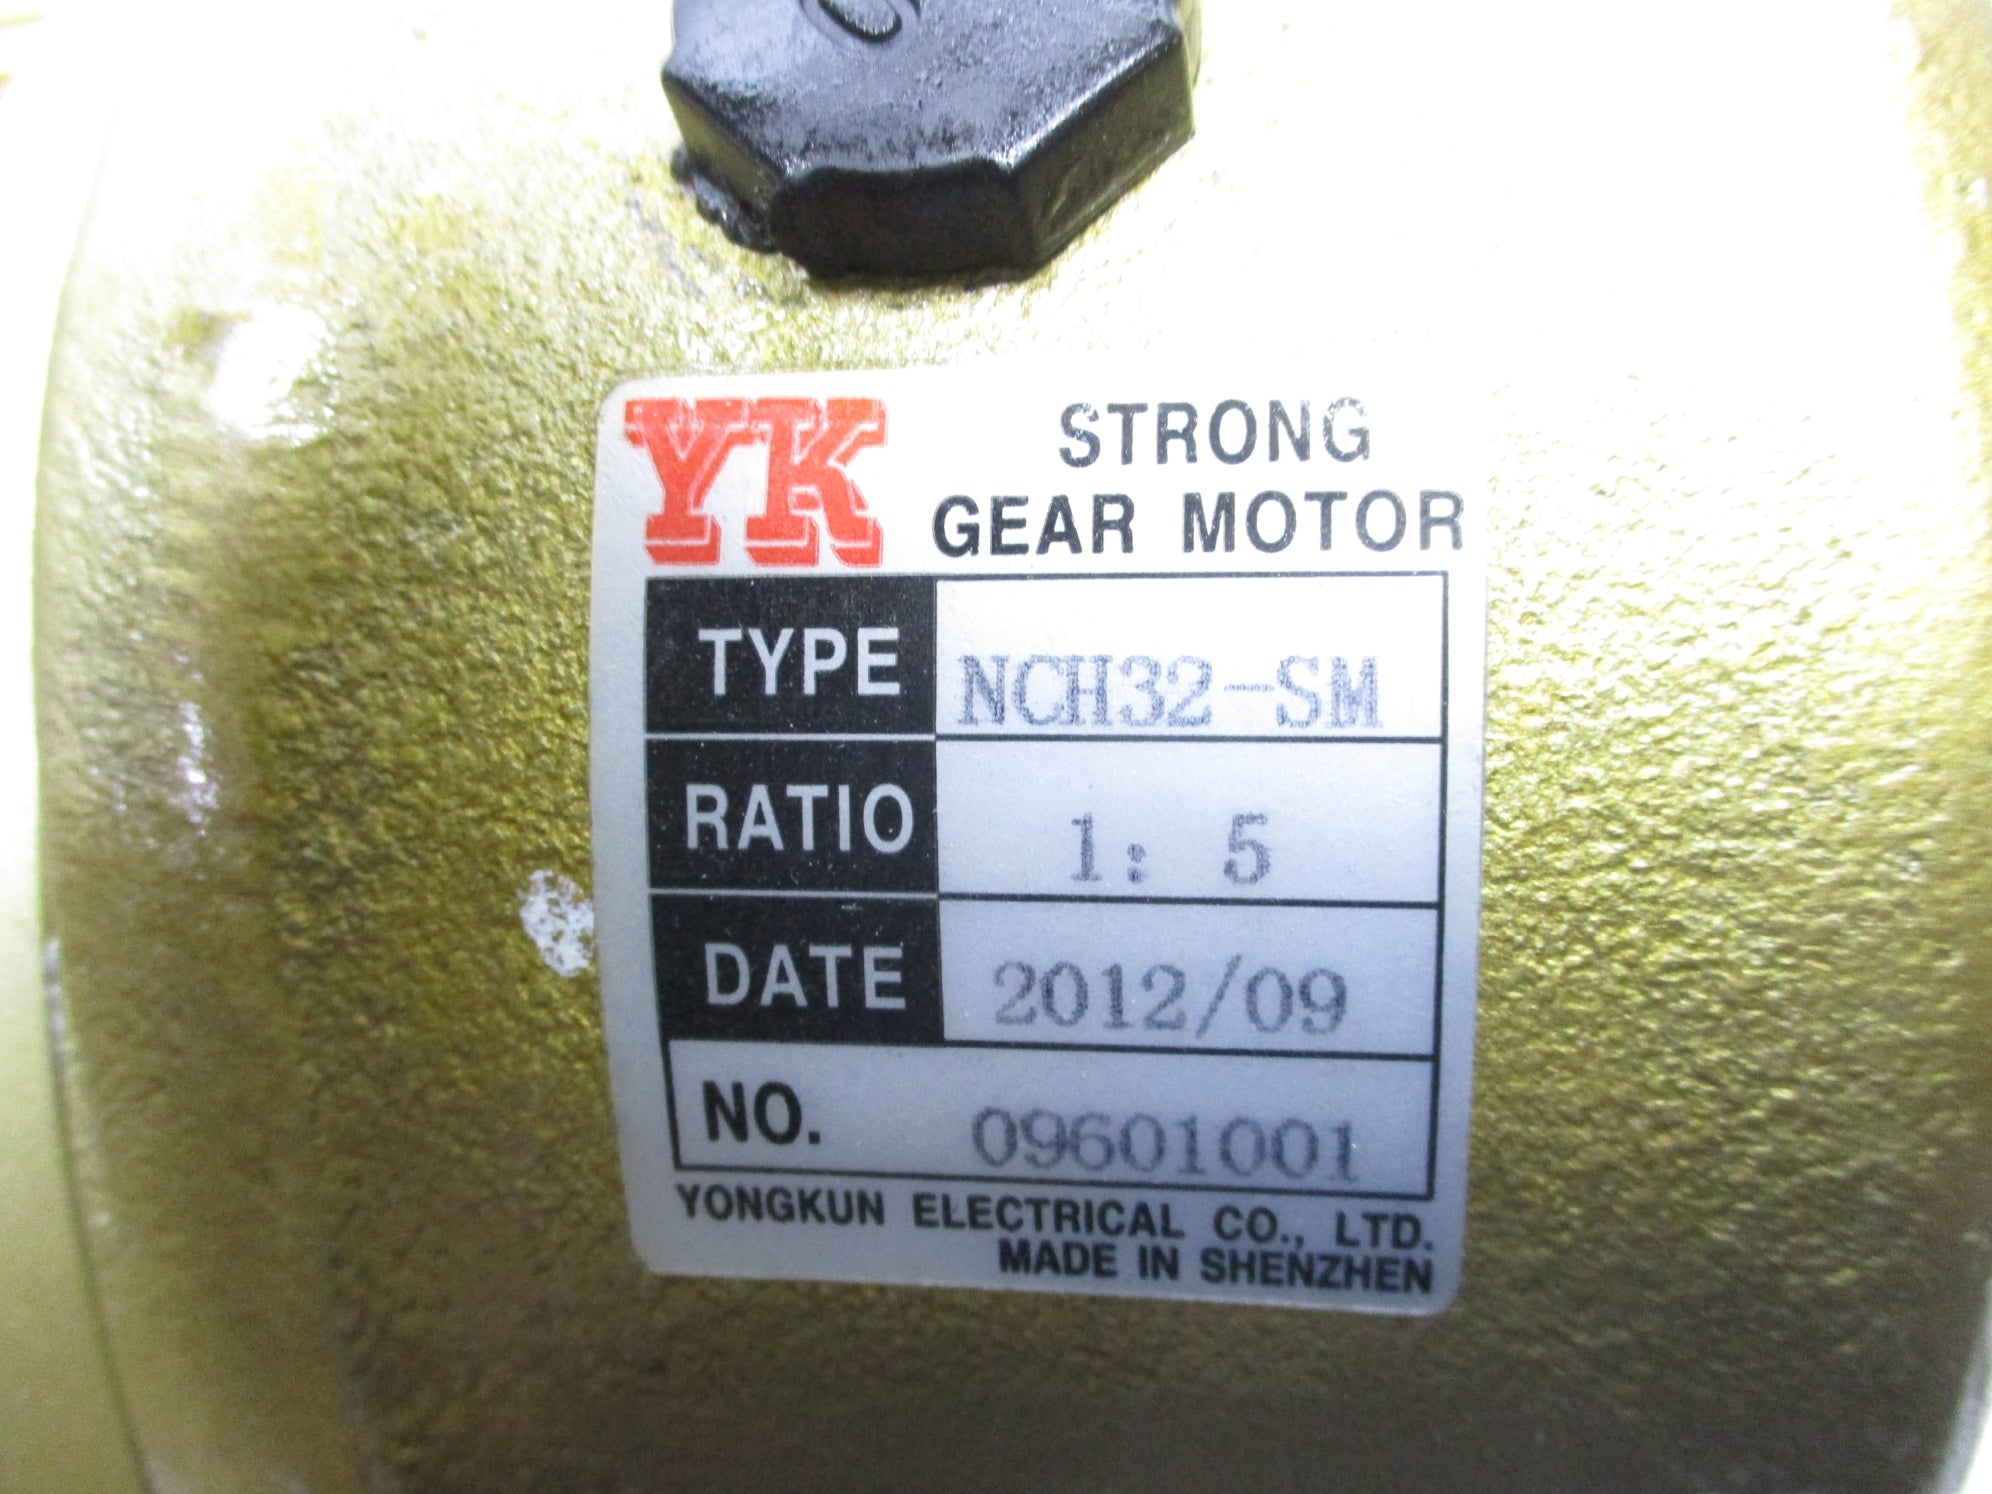 YK
STRONG
GEAR MOTOR
TYPE NCH32-SM
RATIO 1: 5
DATE 2012/09
NO. 09601001
YONGKUN ELECTRICAL CO., LTD.
MADE IN SHENZHEN